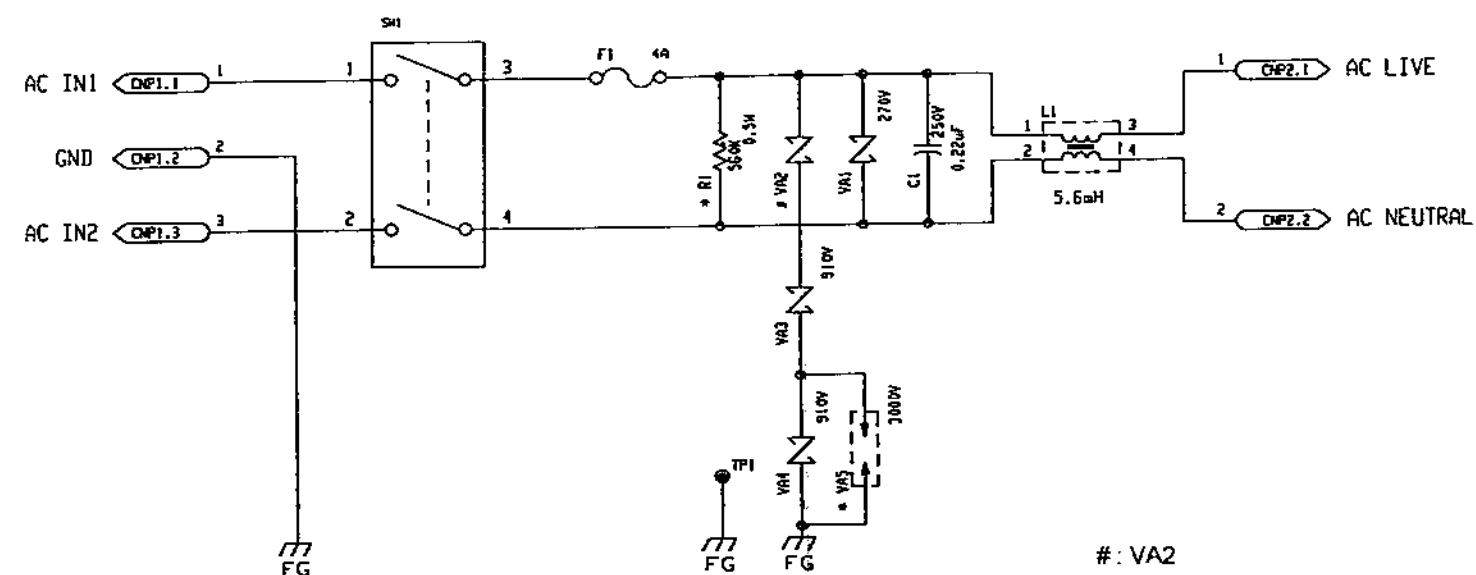 SW1
AC IN1
CNP1.1
1
1
3
F1
4A
1
CNP2.1
AC LIVE
GND
CNP1.2
2
* R1
560K
0.5W
# VA2
VA1
270V
C1
250V
0.22uF
L1
1
3
2
4
5.6mH
AC IN2
CNP1.3
3
2
4
2
CNP2.2
AC NEUTRAL
910V
VA3
910V
3000V
VA4
* VA5
TP1
FG
FG
FG
# : VA2